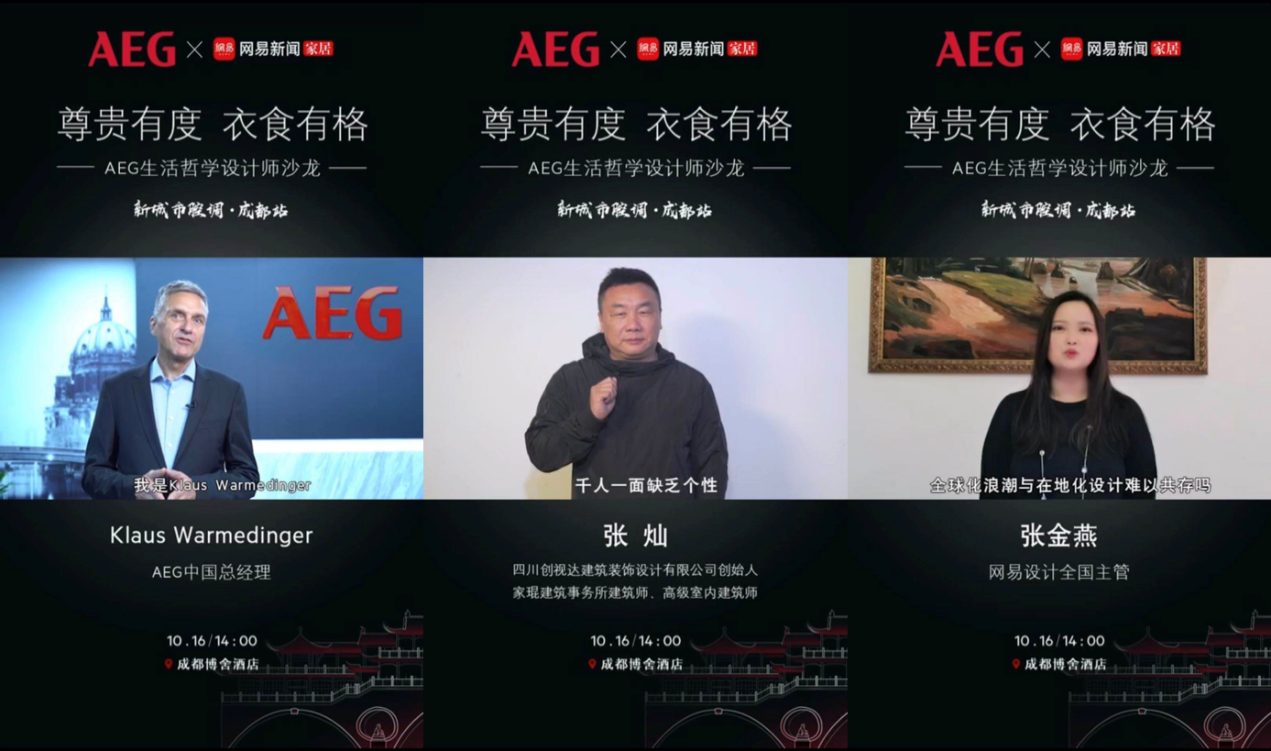 AEG × 網易 网易新闻 家居
尊贵有度 衣食有格
AEG生活哲学设计师沙龙
新城市腔调·成都站
AEG
我是Klaus Warmedinger
Klaus Warmedinger
AEG中国总经理
10.16/14:00
成都博舍酒店
AEG × 網易 网易新闻 家居
尊贵有度 衣食有格
AEG生活哲学设计师沙龙
新城市腔调·成都站
千人一面缺乏个性
张 灿
四川创视达建筑装饰设计有限公司创始人
家琨建筑事务所建筑师、高级室内建筑师
10.16/14:00
成都博舍酒店
AEG × 網易 网易新闻 家居
尊贵有度 衣食有格
AEG生活哲学设计师沙龙
新城市腔调·成都站
全球化浪潮与在地化设计难以共存吗
张金燕
网易设计全国主管
10.16/14:00
成都博舍酒店